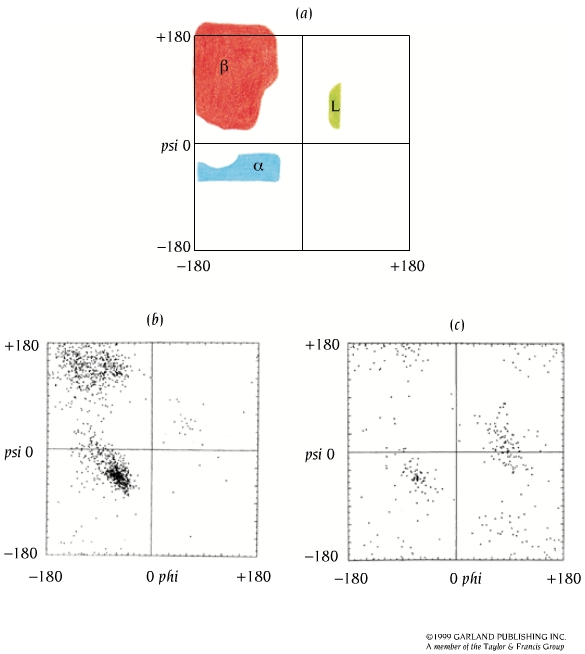 (a)
+180
β
L
psi 0
α
−180
−180 +180
(b)
(c)
+180
+180
psi 0
psi 0
−180
−180
−180 0 phi +180
−180 0 phi +180
©1999 GARLAND PUBLISHING INC.
A member of the Taylor & Francis Group